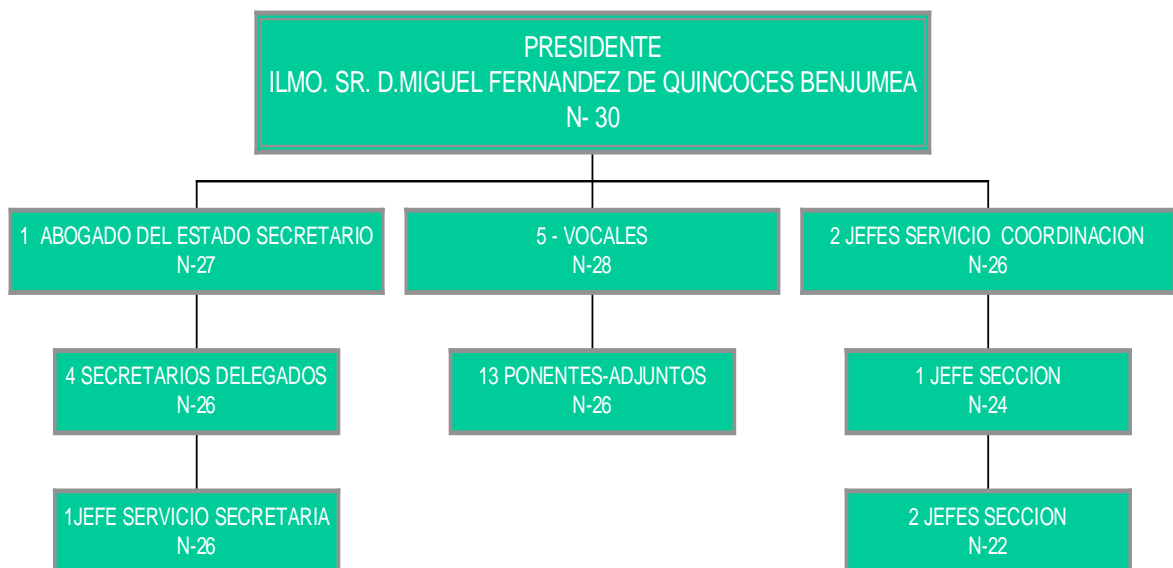 PRESIDENTE
ILMO. SR. D.MIGUEL FERNANDEZ DE QUINCOCES BENJUMEA
N- 30
1 ABOGADO DEL ESTADO SECRETARIO
N-27
5 - VOCALES
N-28
2 JEFES SERVICIO COORDINACION
N-26
4 SECRETARIOS DELEGADOS
N-26
13 PONENTES-ADJUNTOS
N-26
1 JEFE SECCION
N-24
1JEFE SERVICIO SECRETARIA
N-26
2 JEFES SECCION
N-22